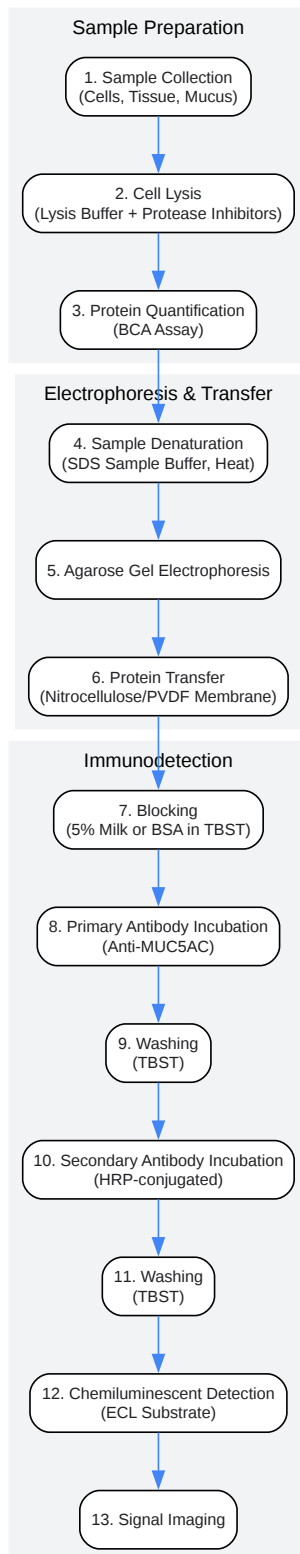 Sample Preparation
1. Sample Collection
(Cells, Tissue, Mucus)
2. Cell Lysis
(Lysis Buffer + Protease Inhibitors)
3. Protein Quantification
(BCA Assay)
Electrophoresis & Transfer
4. Sample Denaturation
(SDS Sample Buffer, Heat)
5. Agarose Gel Electrophoresis
6. Protein Transfer
(Nitrocellulose/PVDF Membrane)
Immunodetection
7. Blocking
(5% Milk or BSA in TBST)
8. Primary Antibody Incubation
(Anti-MUC5AC)
9. Washing
(TBST)
10. Secondary Antibody Incubation
(HRP-conjugated)
11. Washing
(TBST)
12. Chemiluminescent Detection
(ECL Substrate)
13. Signal Imaging